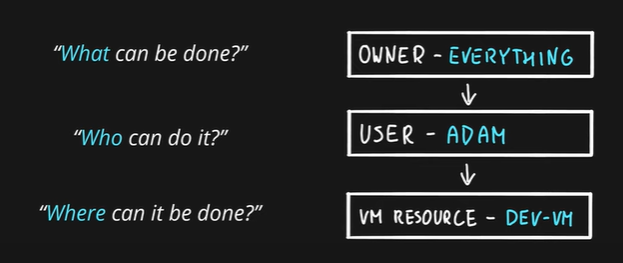 “What can be done?”
OWNER - EVERYTHING
“Who can do it?”
USER - ADAM
“Where can it be done?”
VM RESOURCE - DEV-VM